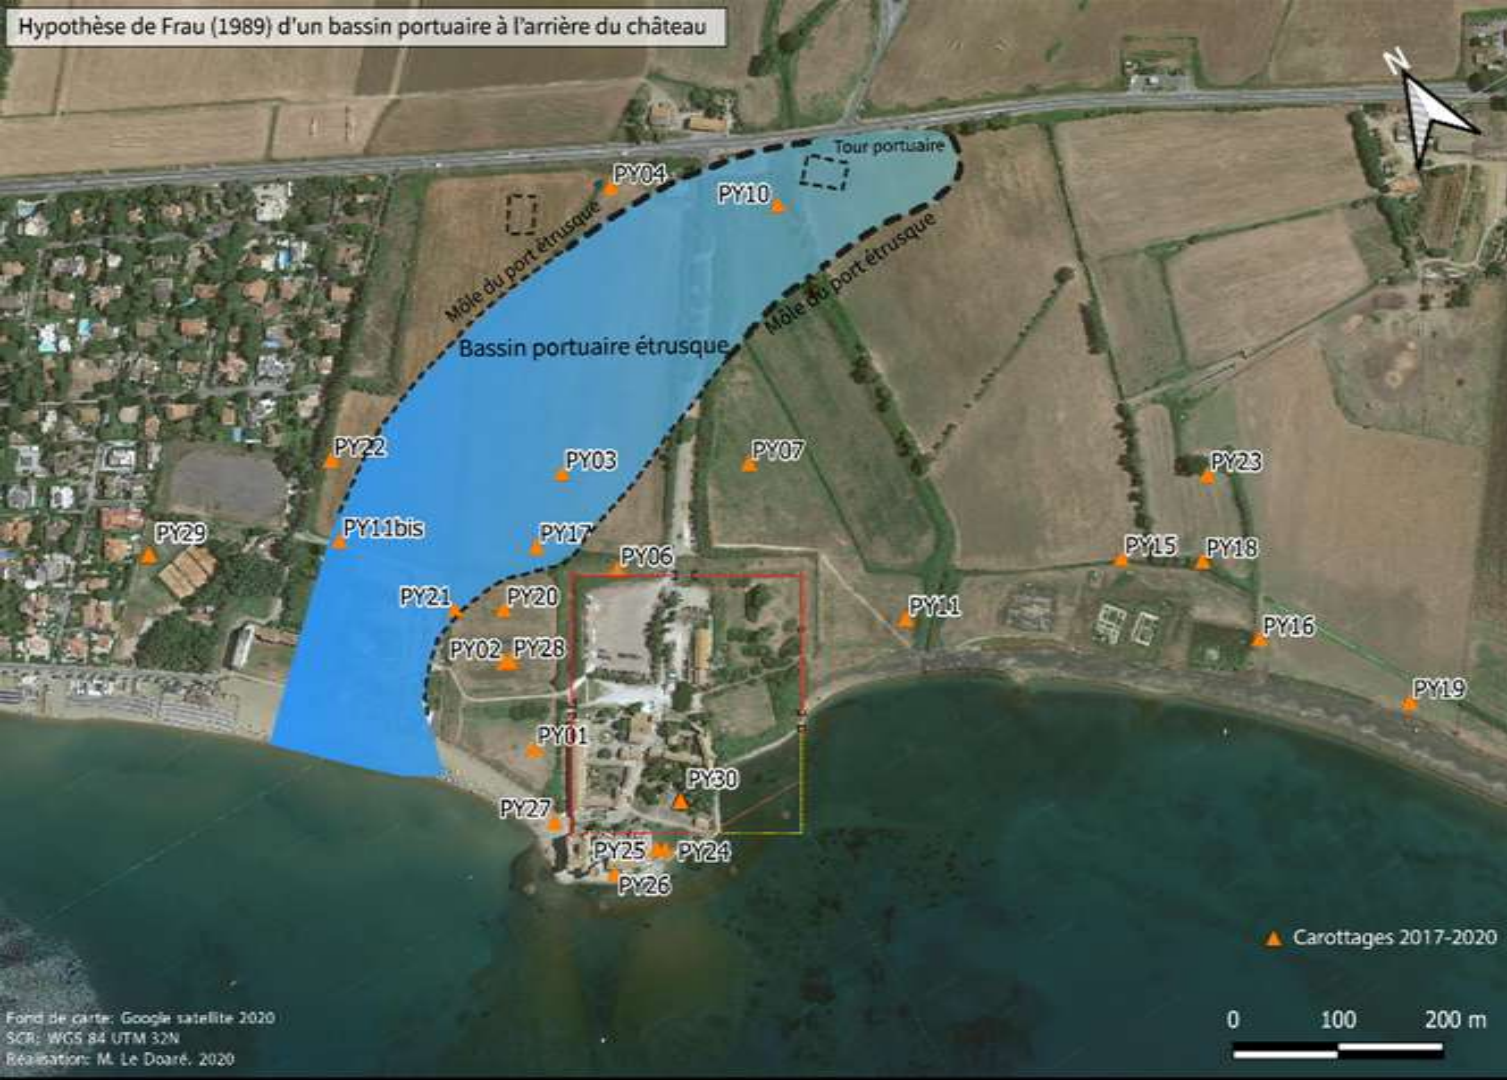 Hypothèse de Frau (1989) d'un bassin portuaire à l'arrière du château
N
Tour portuaire
PY04
PY10
Môle du port étrusque
Môle du port étrusque
Bassin portuaire étrusque
PY22
PY03
PY07
PY23
PY29
PY11bis
PY17
PY06
PY15
PY18
PY21
PY20
PY11
PY16
PY02
PY28
PY19
PY01
PY30
PY27
PY25
PY24
PY26
Carottages 2017-2020
Fond de carte: Google satellite 2020
SCR: WGS 84 UTM 32N
Réalisation: M. Le Doaré. 2020
0 100 200 m